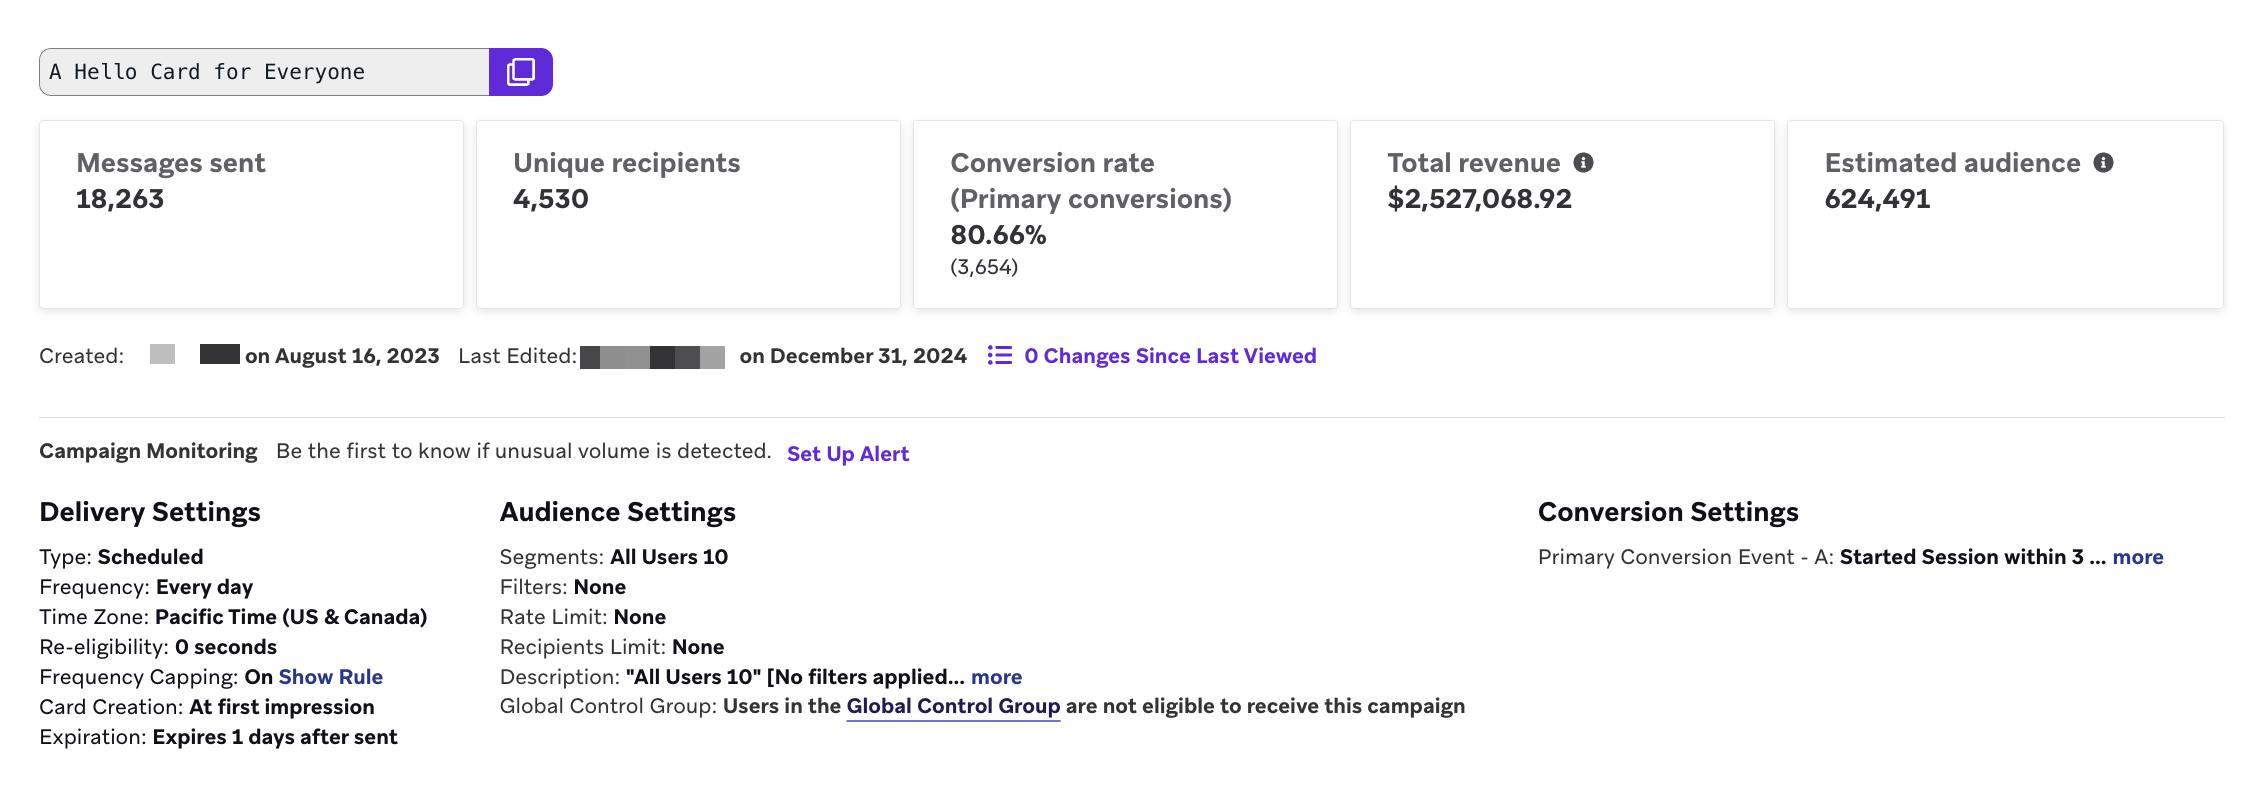 A Hello Card for Everyone
Messages sent
18,263
Unique recipients
4,530
Conversion rate
(Primary conversions)
80.66%
(3,654)
Total revenue
$2,527,068.92
Estimated audience
624,491
Created: on August 16, 2023 Last Edited: on December 31, 2024 0 Changes Since Last Viewed
Campaign Monitoring Be the first to know if unusual volume is detected. Set Up Alert
Delivery Settings
Type: Scheduled
Frequency: Every day
Time Zone: Pacific Time (US & Canada)
Re-eligibility: 0 seconds
Frequency Capping: On Show Rule
Card Creation: At first impression
Expiration: Expires 1 days after sent
Audience Settings
Segments: All Users 10
Filters: None
Rate Limit: None
Recipients Limit: None
Description: "All Users 10" [No filters applied... more
Global Control Group: Users in the Global Control Group are not eligible to receive this campaign
Conversion Settings
Primary Conversion Event - A: Started Session within 3 ... more